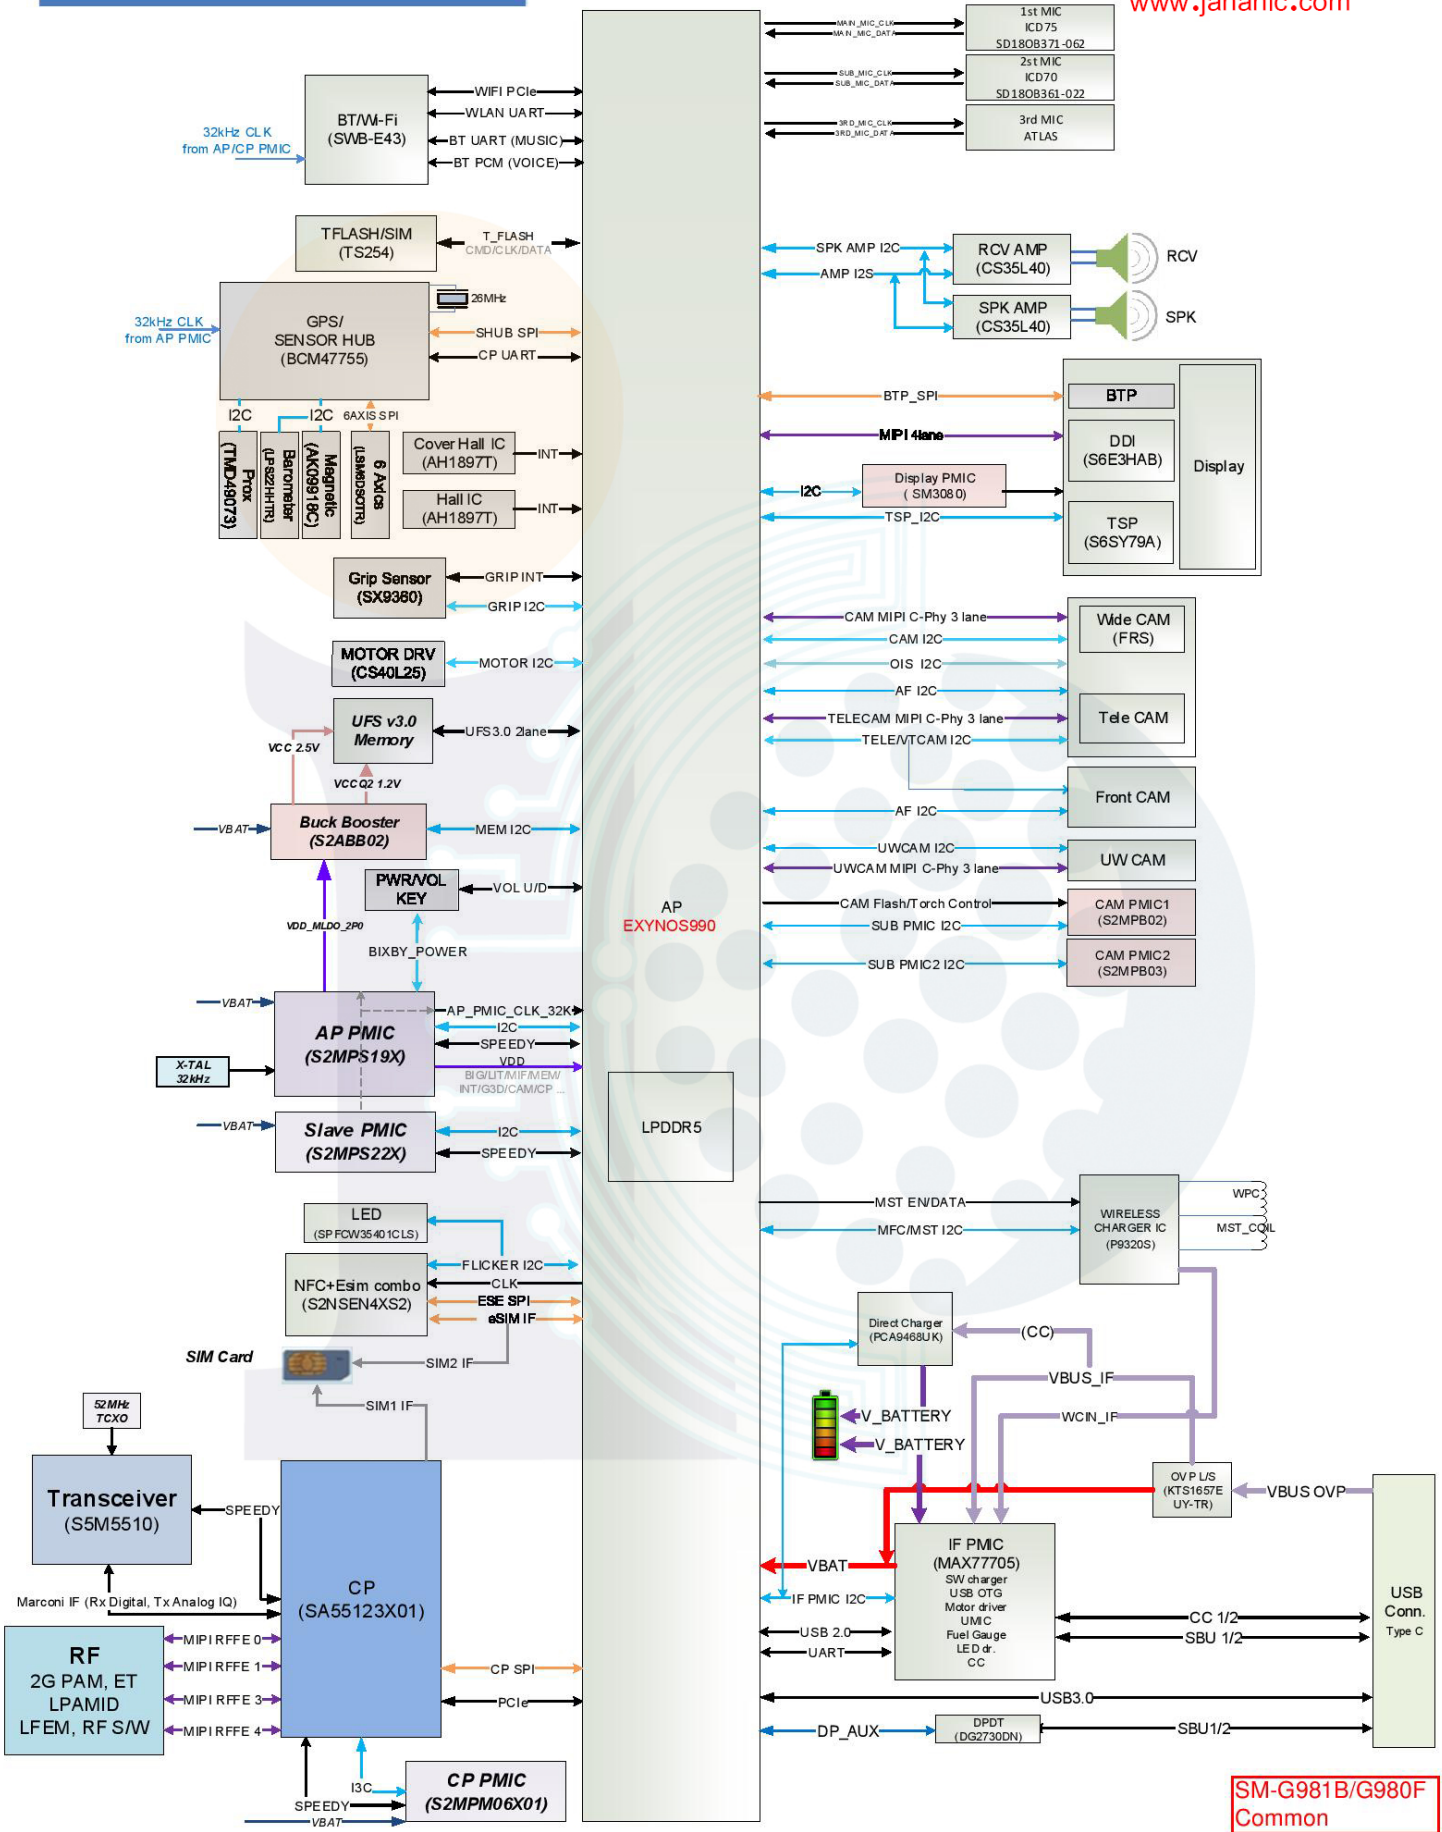 www.jahanic.com
1st MIC
ICD75
SD18OB371-062
MAIN_MIC_CLK
MAIN_MIC_DATA
2st MIC
ICD70
SD18OB361-022
SUB_MIC_CLK
SUB_MIC_DATA
3rd MIC
ATLAS
3RD_MIC_CLK
3RD_MIC_DATA
BT/Wi-Fi
(SWB-E43)
WIFI PCIe
WLAN UART
BT UART (MUSIC)
BT PCM (VOICE)
32kHz CLK
from AP/CP PMIC
TFLASH/SIM
(TS254)
T_FLASH
CMD/CLK/DATA
26MHz
GPS/
SENSOR HUB
(BCM47755)
SHUB SPI
CP UART
32kHz CLK
from AP PMIC
I2C
I2C
6AXIS SPI
Prox
(TMD49073)
Barometer
(LPS22HHTR)
Magnetic
(AK09918C)
6 Axics
(LSM6DSOTR)
Cover Hall IC
(AH1897T)
INT
Hall IC
(AH1897T)
INT
Grip Sensor
(SX9360)
GRIP INT
GRIP I2C
MOTOR DRV
(CS40L25)
MOTOR I2C
UFS v3.0
Memory
UFS3.0 2lane
VCC 2.5V
VCCQ2 1.2V
Buck Booster
(S2ABB02)
VBAT
MEM I2C
PWR/VOL
KEY
VOL U/D
VDD_MLDO_2P0
BIXBY_POWER
VBAT
AP PMIC
(S2MPS19X)
AP_PMIC_CLK_32K
I2C
SPEEDY
VDD
BIG/LIT/MIF/MEM/
INT/G3D/CAM/CP ...
X-TAL
32kHz
VBAT
Slave PMIC
(S2MPS22X)
I2C
SPEEDY
LED
(SPFCW35401CLS)
FLICKER I2C
NFC+Esim combo
(S2NSEN4XS2)
CLK
ESE SPI
eSIM IF
SIM Card
SIM2 IF
SIM1 IF
52MHz
TCXO
Transceiver
(S5M5510)
SPEEDY
Marconi IF (Rx Digital, Tx Analog IQ)
CP
(SA55123X01)
RF
2G PAM, ET
LPAMID
LFEM, RF S/W
MIPI RFFE 0
MIPI RFFE 1
MIPI RFFE 3
MIPI RFFE 4
CP SPI
PCIe
I3C
SPEEDY
VBAT
CP PMIC
(S2MPM06X01)
AP
EXYNOS990
LPDDR5
SPK AMP I2C
AMP I2S
RCV AMP
(CS35L40)
RCV
SPK AMP
(CS35L40)
SPK
BTP_SPI
BTP
MIPI 4lane
DDI
(S6E3HAB)
Display
Display PMIC
( SM3080)
I2C
TSP_I2C
TSP
(S6SY79A)
CAM MIPI C-Phy 3 lane
Wide CAM
(FRS)
CAM I2C
OIS I2C
AF I2C
TELECAM MIPI C-Phy 3 lane
Tele CAM
TELE/VTCAM I2C
Front CAM
AF I2C
UWCAM I2C
UW CAM
UWCAM MIPI C-Phy 3 lane
CAM Flash/Torch Control
CAM PMIC1
(S2MPB02)
SUB PMIC I2C
SUB PMIC2 I2C
CAM PMIC2
(S2MPB03)
MST EN/DATA
MFC/MST I2C
WIRELESS
CHARGER IC
(P9320S)
WPC
MST_COIL
Direct Charger
(PCA9468UK)
(CC)
VBUS_IF
WCIN_IF
V_BATTERY
V_BATTERY
OVP L/S
(KTS1657E
UY-TR)
VBUS OVP
IF PMIC
(MAX77705)
SW charger
USB OTG
Motor driver
UMIC
Fuel Gauge
LED dr.
CC
VBAT
IF PMIC I2C
USB 2.0
UART
CC 1/2
SBU 1/2
USB
Conn.
Type C
USB3.0
DP_AUX
DPDT
(DG2730DN)
SBU1/2
SM-G981B/G980F
Common